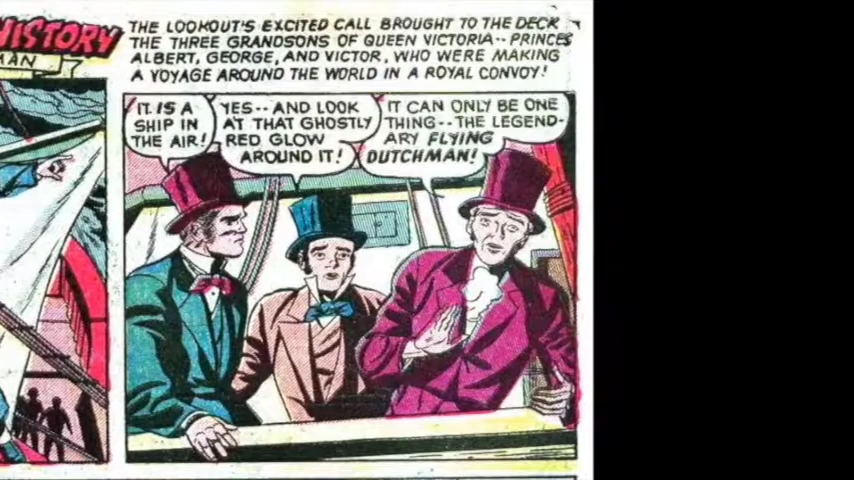 HISTORY
MAN
THE LOOKOUT'S EXCITED CALL BROUGHT TO THE DECK
THE THREE GRANDSONS OF QUEEN VICTORIA--PRINCES
ALBERT, GEORGE, AND VICTOR, WHO WERE MAKING
A VOYAGE AROUND THE WORLD IN A ROYAL CONVOY!
IT IS A
SHIP IN
THE AIR!
YES--AND LOOK
AT THAT GHOSTLY
RED GLOW
AROUND IT!
IT CAN ONLY BE ONE
THING--THE LEGEND-
ARY FLYING
DUTCHMAN!